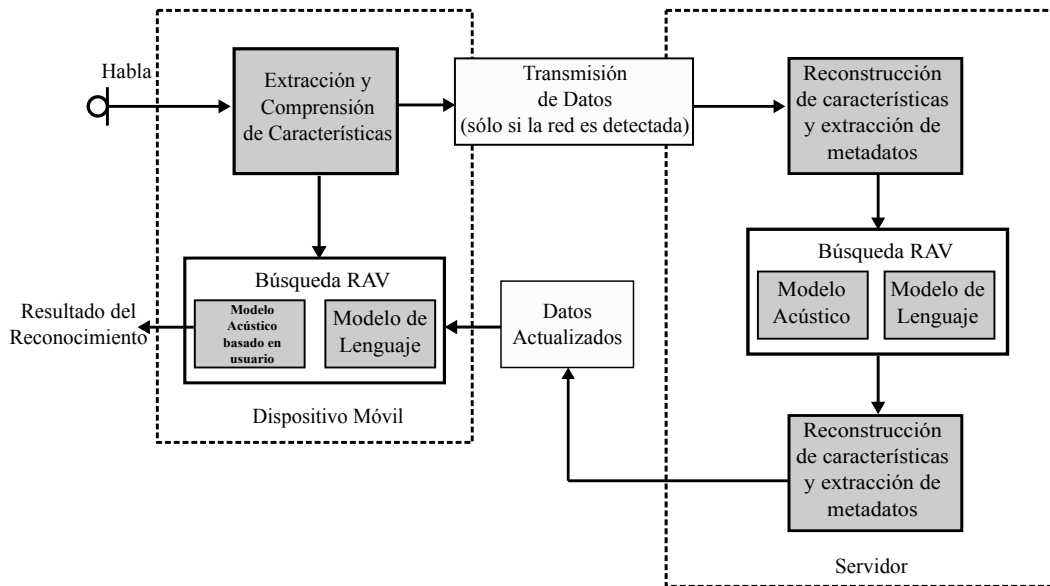 Habla
Extracción y
Comprensión
de Características
Transmisión
de Datos
(sólo si la red es detectada)
Reconstrucción
de características
y extracción de
metadatos
Búsqueda RAV
Modelo
Acústico
Modelo de
Lenguaje
Reconstrucción
de características
y extracción de
metadatos
Servidor
Datos
Actualizados
Búsqueda RAV
Modelo
Acústico
basado en
usuario
Modelo de
Lenguaje
Dispositivo Móvil
Resultado del
Reconocimiento